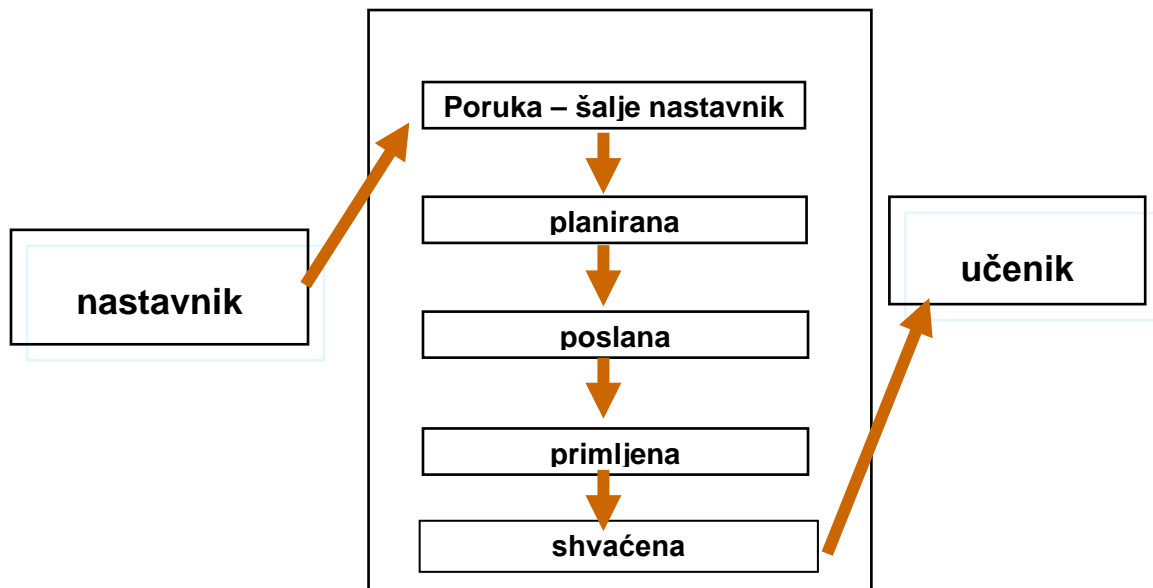 Poruka – šalje nastavnik
planirana
nastavnik
učenik
poslana
primljena
shvaćena